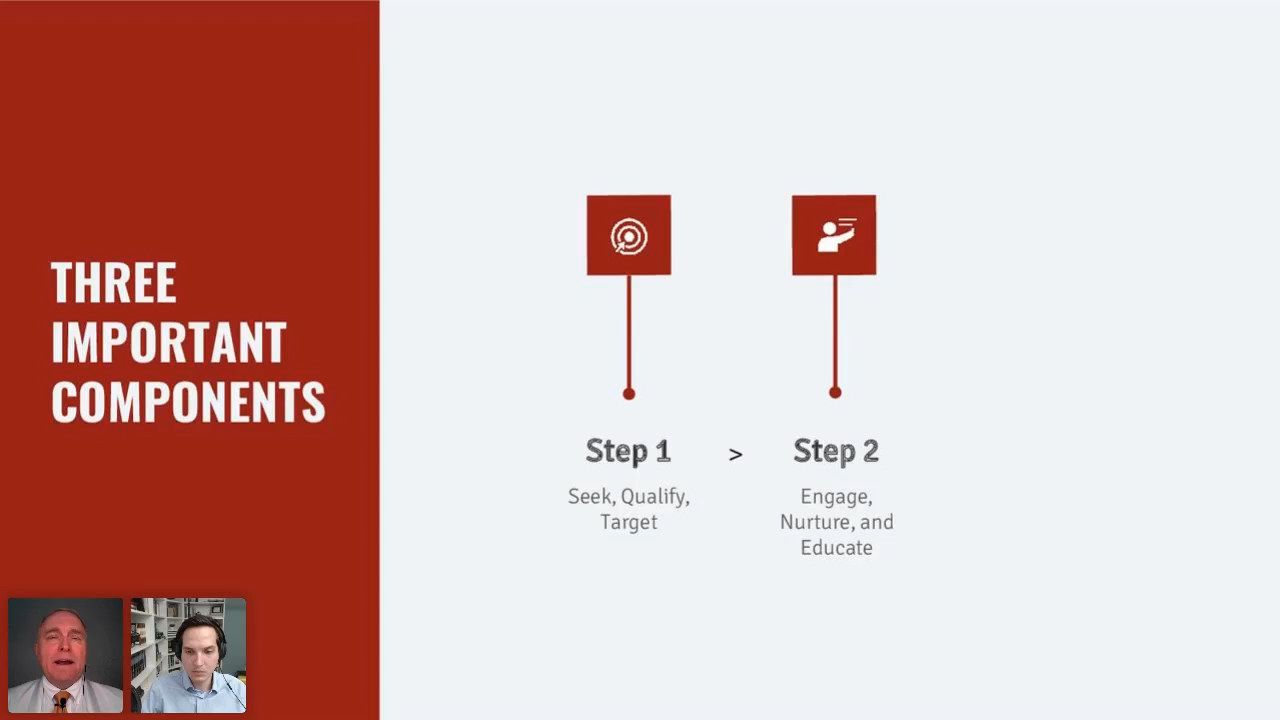 THREE
IMPORTANT
COMPONENTS
Step 1
>
Step 2
Seek, Qualify,
Target
Engage,
Nurture, and
Educate